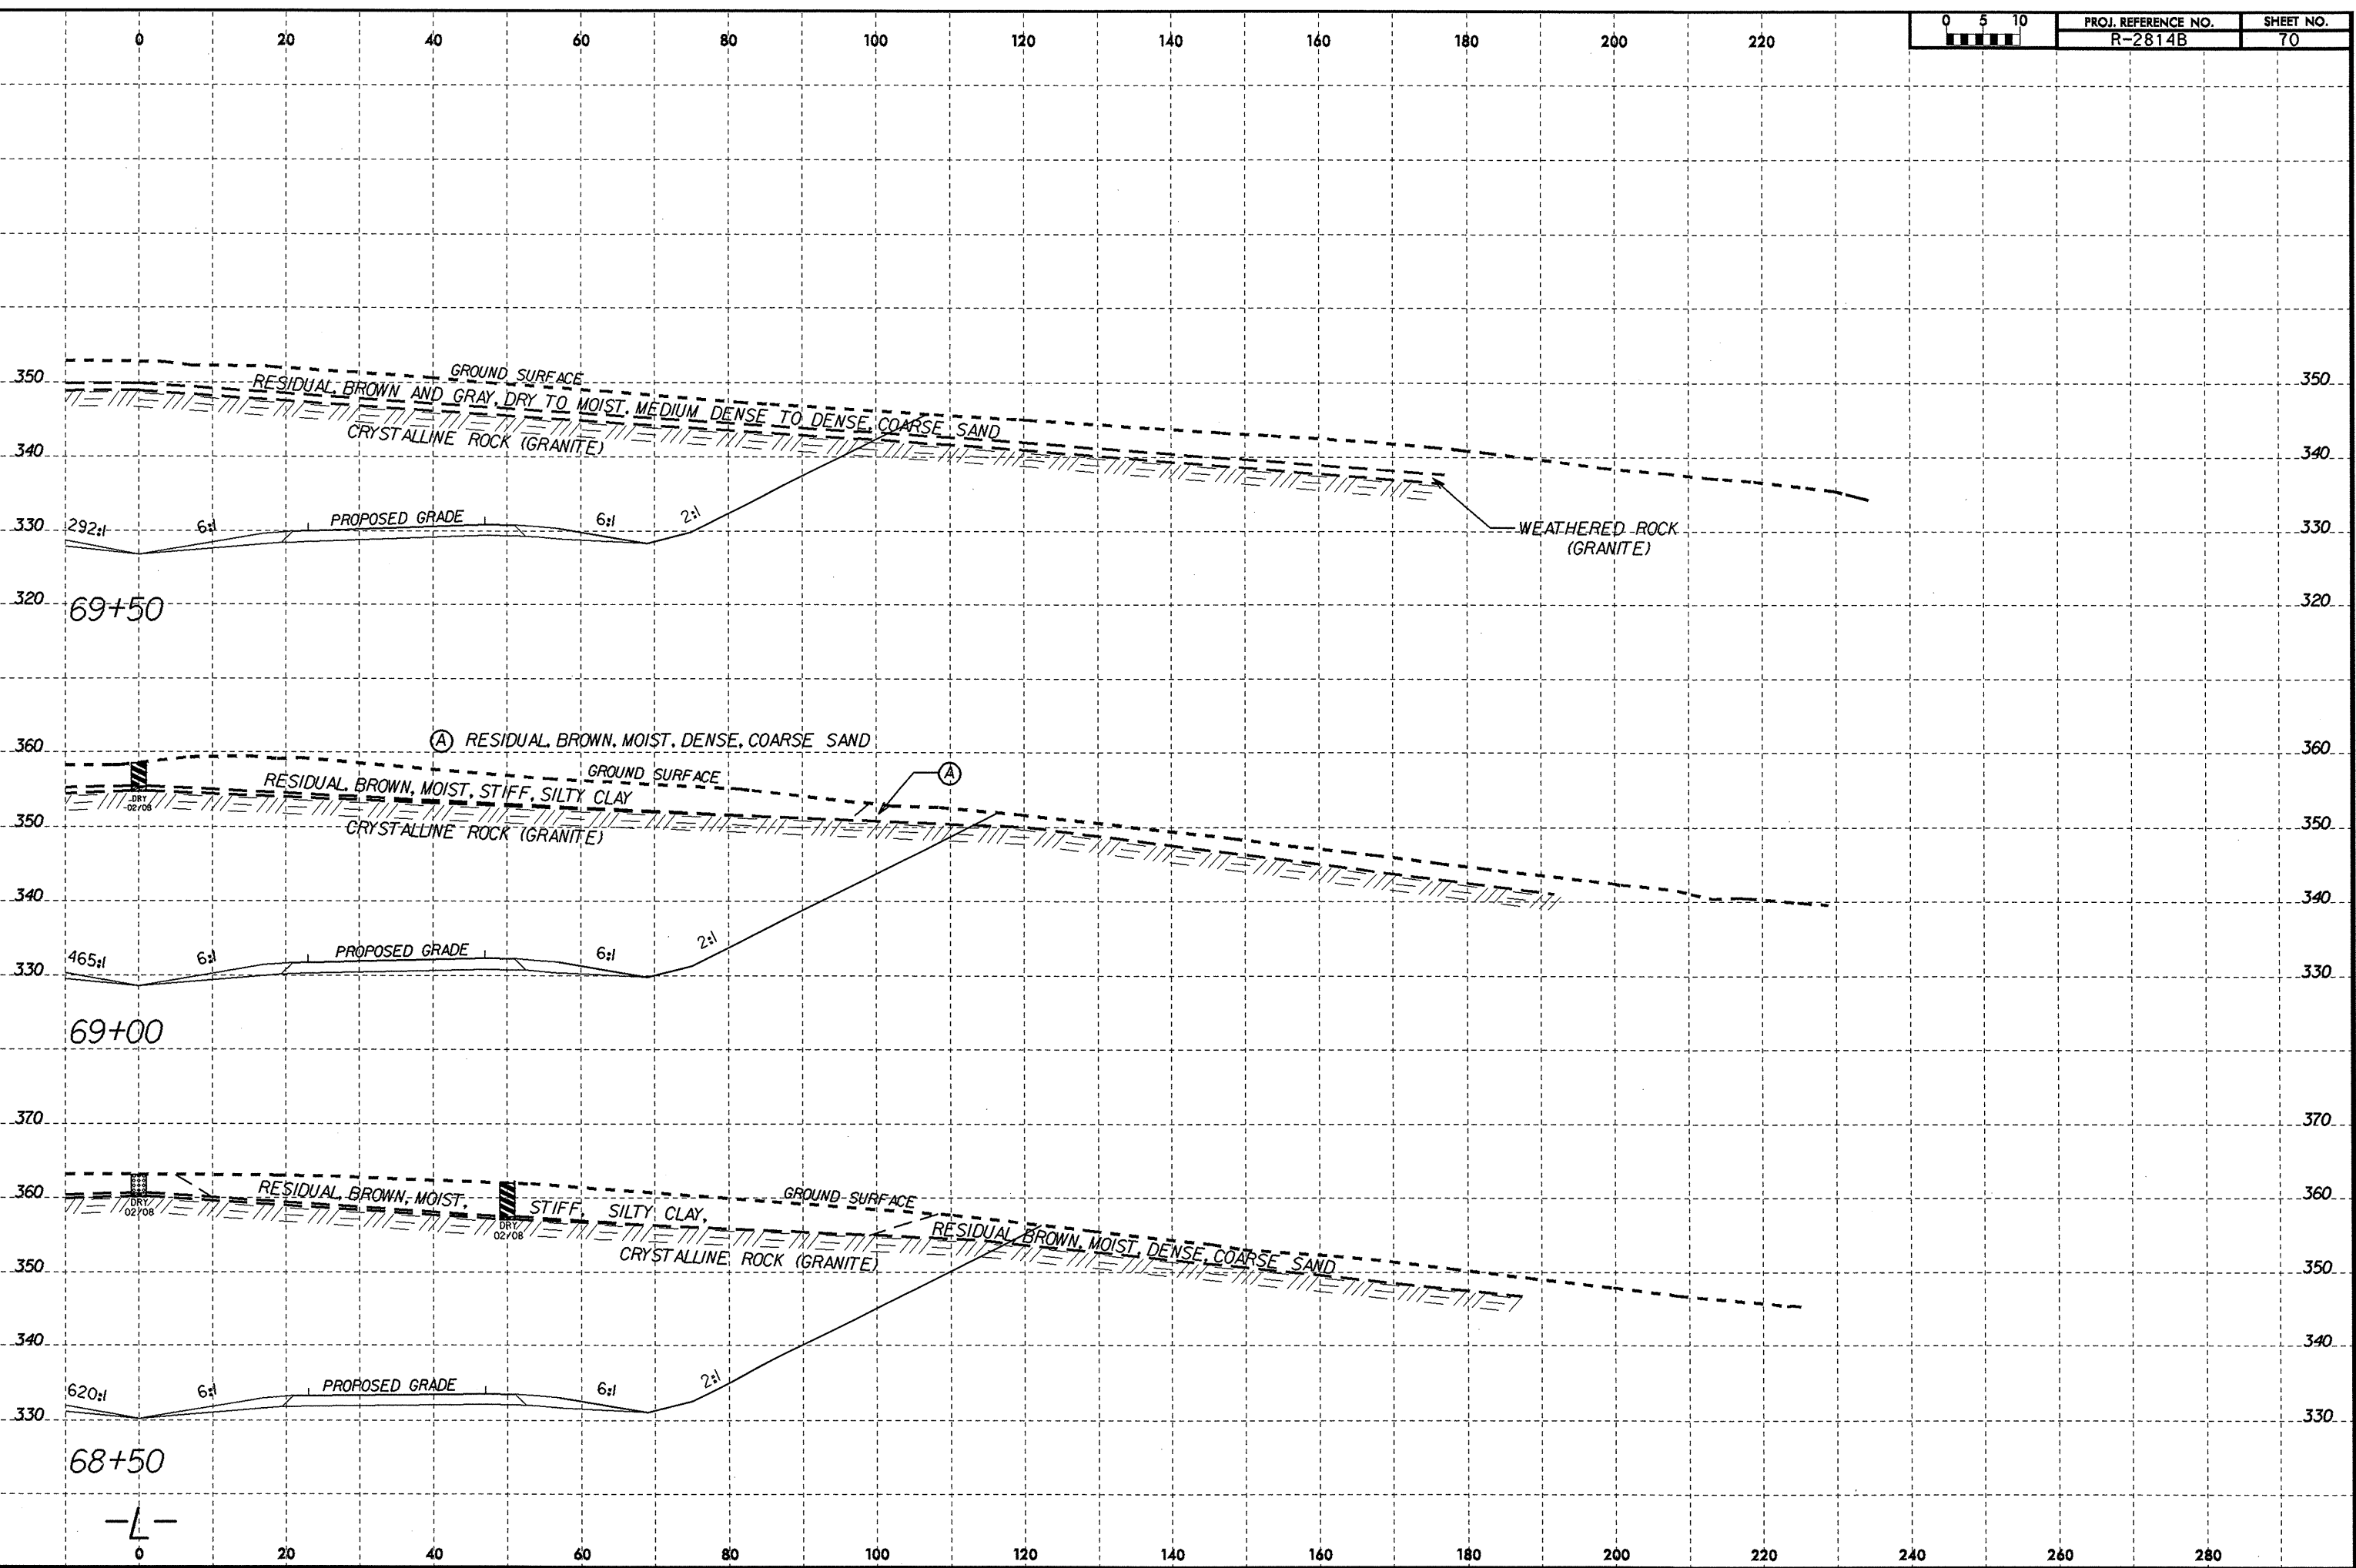 0 5 10 PROJ. REFERENCE NO. SHEET NO.
R-2814B 70
0 20 40 60 80 100 120 140 160 180 200 220
GROUND SURFACE
350 350
RESIDUAL, BROWN AND GRAY, DRY TO MOIST, MEDIUM DENSE TO DENSE, COARSE SAND
CRYSTALLINE ROCK (GRANITE)
340 340
292:1 6:1 PROPOSED GRADE 6:1 2:1
330 330
WEATHERED ROCK
(GRANITE)
320 320
69+50
A RESIDUAL, BROWN, MOIST, DENSE, COARSE SAND
360 360
GROUND SURFACE A
RESIDUAL, BROWN, MOIST, STIFF, SILTY CLAY
DRY
02/08
CRYSTALLINE ROCK (GRANITE)
350 350
340 340
465:1 6:1 PROPOSED GRADE 6:1 2:1
330 330
69+00
370 370
360 360
GROUND SURFACE
RESIDUAL, BROWN, MOIST, STIFF, SILTY CLAY,
DRY
02/08
DRY
02/08
RESIDUAL, BROWN, MOIST, DENSE, COARSE SAND
CRYSTALLINE ROCK (GRANITE)
350 350
340 340
620:1 6:1 PROPOSED GRADE 6:1 2:1
330 330
68+50
-L-
0 20 40 60 80 100 120 140 160 180 200 220 240 260 280